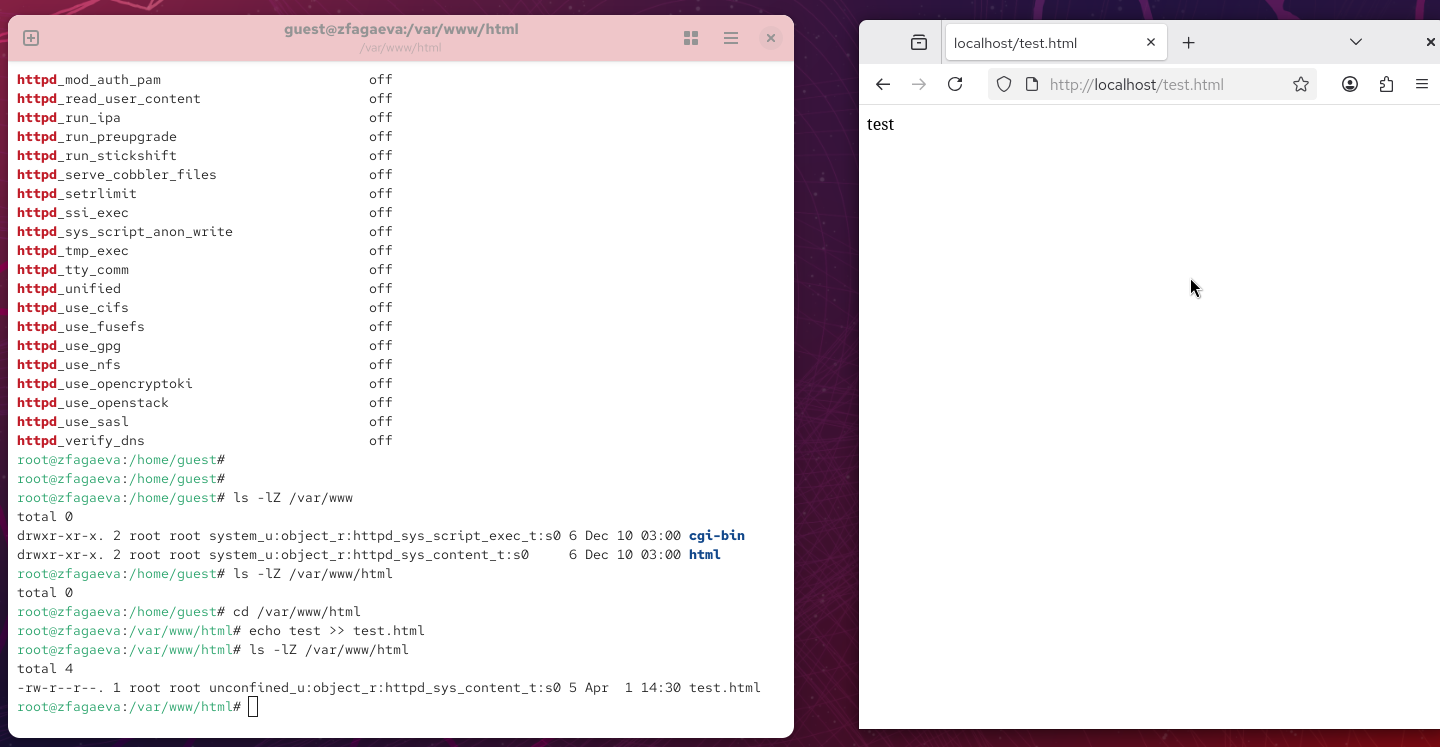 guest@zfagaeva:/var/www/html
/var/www/html
httpd_mod_auth_pam off
httpd_read_user_content off
httpd_run_ipa off
httpd_run_preupgrade off
httpd_run_stickshift off
httpd_serve_cobbler_files off
httpd_setrlimit off
httpd_ssi_exec off
httpd_sys_script_anon_write off
httpd_tmp_exec off
httpd_tty_comm off
httpd_unified off
httpd_use_cifs off
httpd_use_fusefs off
httpd_use_gpg off
httpd_use_nfs off
httpd_use_opencryptoki off
httpd_use_openstack off
httpd_use_sasl off
httpd_verify_dns off
root@zfagaeva:/home/guest#
root@zfagaeva:/home/guest#
root@zfagaeva:/home/guest# ls -lZ /var/www
total 0
drwxr-xr-x. 2 root root system_u:object_r:httpd_sys_script_exec_t:s0 6 Dec 10 03:00 cgi-bin
drwxr-xr-x. 2 root root system_u:object_r:httpd_sys_content_t:s0 6 Dec 10 03:00 html
root@zfagaeva:/home/guest# ls -lZ /var/www/html
total 0
root@zfagaeva:/home/guest# cd /var/www/html
root@zfagaeva:/var/www/html# echo test >> test.html
root@zfagaeva:/var/www/html# ls -lZ /var/www/html
total 4
-rw-r--r--. 1 root root unconfined_u:object_r:httpd_sys_content_t:s0 5 Apr 1 14:30 test.html
root@zfagaeva:/var/www/html#
localhost/test.html
http://localhost/test.html
test